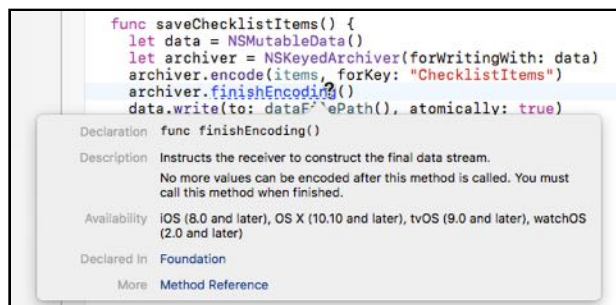 func saveChecklistItems() {
let data = NSMutableData()
let archiver = NSKeyedArchiver(forWritingWith: data)
archiver.encode(items, forKey: "ChecklistItems")
archiver.finishEncoding()
data.write(to: dataFilePath(), atomically: true)
Declaration func finishEncoding()
Description Instructs the receiver to construct the final data stream.
No more values can be encoded after this method is called. You must
call this method when finished.
Availability iOS (8.0 and later), OS X (10.10 and later), tvOS (9.0 and later), watchOS
(2.0 and later)
Declared In Foundation
More Method Reference